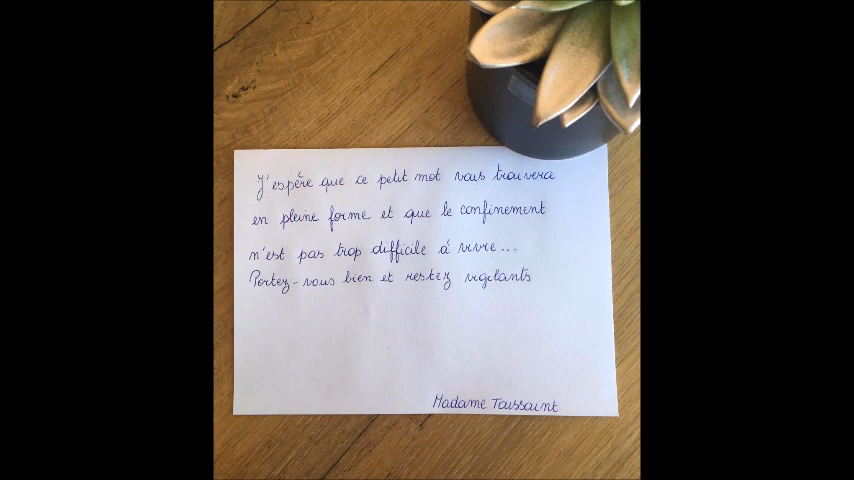 J'espère que ce petit mot vous trouvera
en pleine forme et que le confinement
n'est pas trop difficile à vivre...
Portez-vous bien et restez vigilants
Madame Toussaint